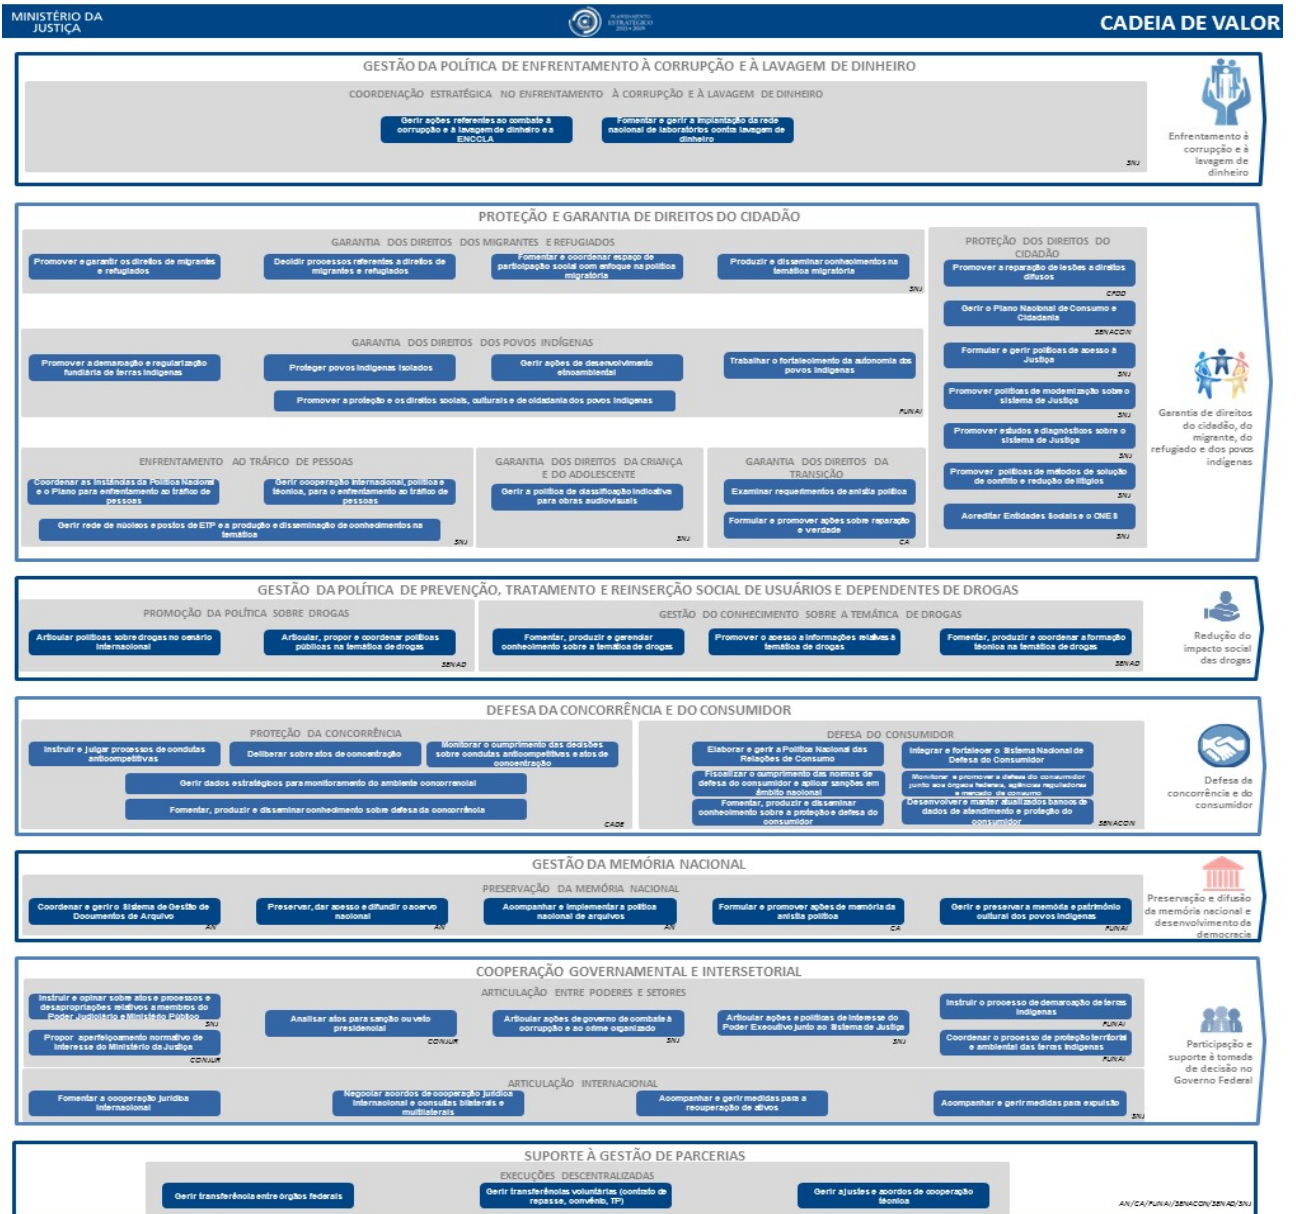 MINISTÉRIO DA
JUSTIÇA
PLANEJAMENTO
ESTRATÉGICO
2015 • 2019
CADEIA DE VALOR
GESTÃO DA POLÍTICA DE ENFRENTAMENTO À CORRUPÇÃO E À LAVAGEM DE DINHEIRO
COORDENAÇÃO ESTRATÉGICA NO ENFRENTAMENTO À CORRUPÇÃO E À LAVAGEM DE DINHEIRO
Gerir ações referentes ao combate à
corrupção e à lavagem de dinheiro e a
ENCCLA
Fomentar e gerir a implantação da rede
nacional de laboratórios contra lavagem de
dinheiro
SNJ
Enfrentamento à
corrupção e à
lavagem de
dinheiro
PROTEÇÃO E GARANTIA DE DIREITOS DO CIDADÃO
GARANTIA DOS DIREITOS DOS MIGRANTES E REFUGIADOS
Promover e garantir os direitos de migrantes
e refugiados
Decidir processos referentes a direitos de
migrantes e refugiados
Fomentar e coordenar espaço de
participação social com enfoque na política
migratória
Produzir e disseminar conhecimentos na
temática migratória
SNJ
GARANTIA DOS DIREITOS DOS POVOS INDÍGENAS
Promover a demarcação e regularização
fundiária de terras indígenas
Proteger povos indígenas isolados
Gerir ações de desenvolvimento
etnoambiental
Trabalhar o fortalecimento da autonomia dos
povos indígenas
Promover a proteção e os direitos sociais, culturais e de cidadania dos povos indígenas
FUNAI
ENFRENTAMENTO AO TRÁFICO DE PESSOAS
Coordenar as instâncias da Política Nacional
e o Plano para enfrentamento ao tráfico de
pessoas
Gerir cooperação internacional, política e
técnica, para o enfrentamento ao tráfico de
pessoas
Gerir rede de núcleos e postos de ETP e a produção e disseminação de conhecimentos na
temática
SNJ
GARANTIA DOS DIREITOS DA CRIANÇA
E DO ADOLESCENTE
Gerir a política de classificação indicativa
para obras audiovisuais
SNJ
GARANTIA DOS DIREITOS DA
TRANSIÇÃO
Examinar requerimentos de anistia política
Formular e promover ações sobre reparação
e verdade
CA
PROTEÇÃO DOS DIREITOS DO
CIDADÃO
Promover a reparação de lesões a direitos
difusos
CFDD
Gerir o Plano Nacional de Consumo e
Cidadania
SENACON
Formular e gerir políticas de acesso à
Justiça
SNJ
Promover políticas de modernização sobre o
sistema de Justiça
SNJ
Promover estudos e diagnósticos sobre o
sistema de Justiça
SNJ
Promover políticas de métodos de solução
de conflito e redução de litígios
SNJ
Acreditar Entidades Sociais e o CNES
SNJ
Garantia de direitos
do cidadão, do
migrante, do
refugiado e dos povos
indígenas
GESTÃO DA POLÍTICA DE PREVENÇÃO, TRATAMENTO E REINSERÇÃO SOCIAL DE USUÁRIOS E DEPENDENTES DE DROGAS
PROMOÇÃO DA POLÍTICA SOBRE DROGAS
Articular políticas sobre drogas no cenário
internacional
Articular, propor e coordenar políticas
públicas na temática de drogas
SENAD
GESTÃO DO CONHECIMENTO SOBRE A TEMÁTICA DE DROGAS
Fomentar, produzir e gerenciar
conhecimento sobre a temática de drogas
Promover o acesso a informações relativas à
temática de drogas
Fomentar, produzir e coordenar a formação
técnica na temática de drogas
SENAD
Redução do
impacto social
das drogas
DEFESA DA CONCORRÊNCIA E DO CONSUMIDOR
PROTEÇÃO DA CONCORRÊNCIA
Instruir e julgar processos de condutas
anticompetitivas
Deliberar sobre atos de concentração
Monitorar o cumprimento das decisões
sobre condutas anticompetitivas e atos de
concentração
Gerir dados estratégicos para monitoramento do ambiente concorrencial
Fomentar, produzir e disseminar conhecimento sobre defesa da concorrência
CADE
DEFESA DO CONSUMIDOR
Elaborar e gerir a Política Nacional das
Relações de Consumo
Integrar e fortalecer o Sistema Nacional de
Defesa do Consumidor
Fiscalizar o cumprimento das normas de
defesa do consumidor e aplicar sanções em
âmbito nacional
Monitorar e promover a defesa do consumidor
junto aos órgãos federais, agências reguladoras
e mercado de consumo
Fomentar, produzir e disseminar
conhecimento sobre a proteção e defesa do
consumidor
Desenvolver e manter atualizados bancos de
dados de atendimento e proteção do
consumidor
SENACON
Defesa da
concorrência e do
consumidor
GESTÃO DA MEMÓRIA NACIONAL
PRESERVAÇÃO DA MEMÓRIA NACIONAL
Coordenar e gerir o Sistema de Gestão de
Documentos de Arquivo
AN
Preservar, dar acesso e difundir o acervo
nacional
AN
Acompanhar e implementar a política
nacional de arquivos
AN
Formular e promover ações de memória da
anistia política
CA
Gerir e preservar a memória e patrimônio
cultural dos povos indígenas
FUNAI
Preservação e difusão
da memória nacional e
desenvolvimento da
democracia
COOPERAÇÃO GOVERNAMENTAL E INTERSETORIAL
ARTICULAÇÃO ENTRE PODERES E SETORES
Instruir e opinar sobre atos e processos e
desapropriações relativos a membros do
Poder Judiciário e Ministério Público
SNJ
Propor aperfeiçoamento normativo de
interesse do Ministério da Justiça
CONJUR
Analisar atos para sanção ou veto
presidencial
CONJUR
Articular ações de governo de combate à
corrupção e ao crime organizado
SNJ
Articular ações e políticas de interesse do
Poder Executivo junto ao Sistema de Justiça
SNJ
Instruir o processo de demarcação de terras
indígenas
FUNAI
Coordenar o processo de proteção territorial
e ambiental das terras indígenas
FUNAI
ARTICULAÇÃO INTERNACIONAL
Fomentar a cooperação jurídica
internacional
Negociar acordos de cooperação jurídica
internacional e consultas bilaterais e
multilaterais
Acompanhar e gerir medidas para a
recuperação de ativos
Acompanhar e gerir medidas para expulsão
SNJ
Participação e
suporte à tomada
de decisão no
Governo Federal
SUPORTE À GESTÃO DE PARCERIAS
EXECUÇÕES DESCENTRALIZADAS
Gerir transferência entre órgãos federais
Gerir transferências voluntárias (contrato de
repasse, convênio, TP)
Gerir ajustes e acordos de cooperação
técnica
AN/CA/FUNAI/SENACON/SENAD/SNJ